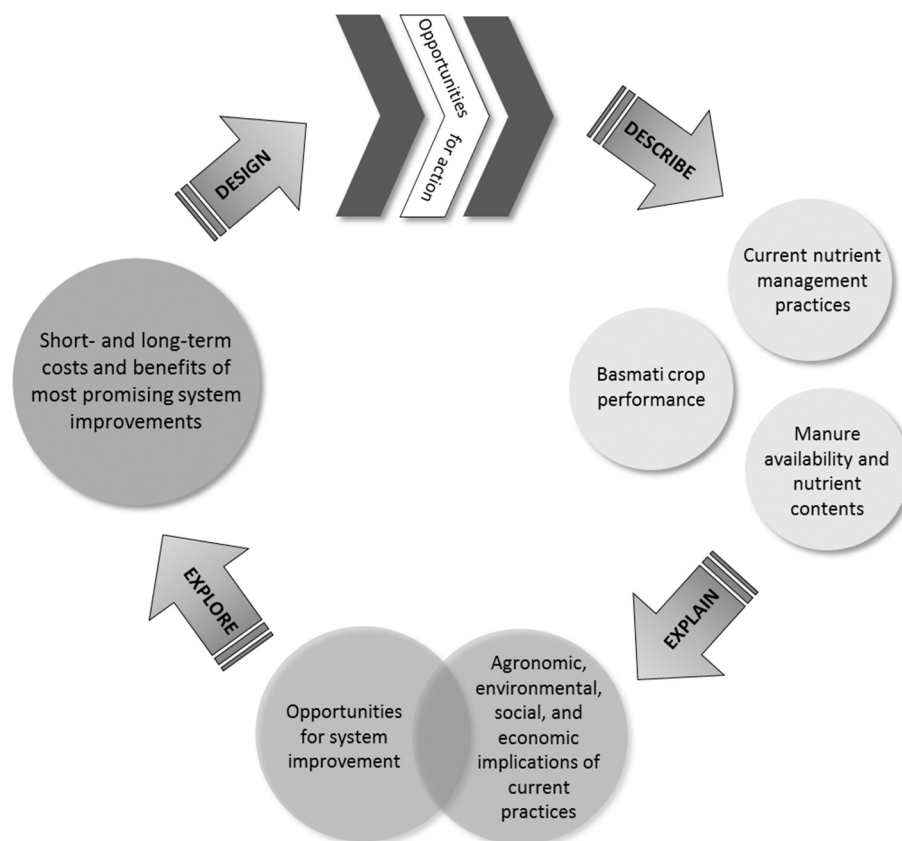 Opportunities
for action
DESCRIBE
Current nutrient
management
practices
Basmati crop
performance
Manure
availability and
nutrient
contents
EXPLAIN
Agronomic,
environmental,
social, and
economic
implications of
current
practices
Opportunities
for system
improvement
EXPLORE
Short- and long-term
costs and benefits of
most promising system
improvements
DESIGN